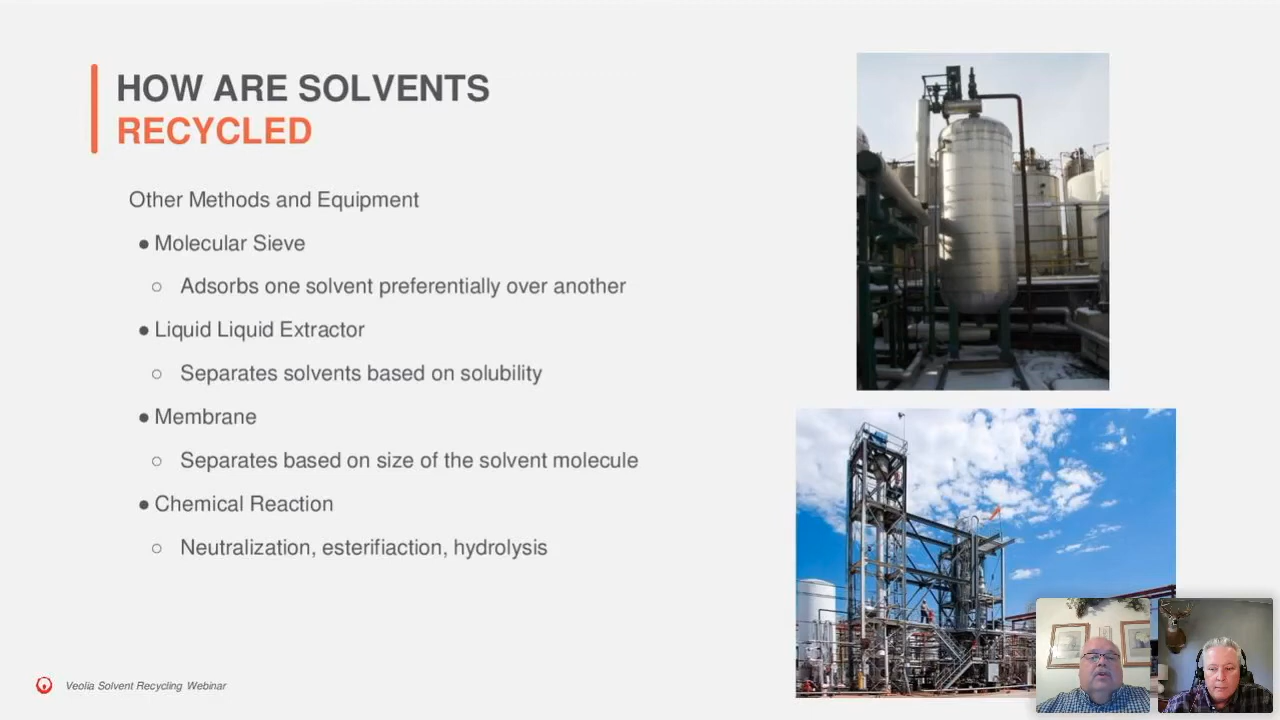 HOW ARE SOLVENTS
RECYCLED
Other Methods and Equipment
● Molecular Sieve
○ Adsorbs one solvent preferentially over another
● Liquid Liquid Extractor
○ Separates solvents based on solubility
● Membrane
○ Separates based on size of the solvent molecule
● Chemical Reaction
○ Neutralization, esterifiaction, hydrolysis
Veolia Solvent Recycling Webinar